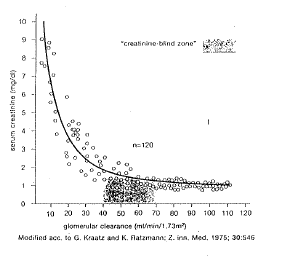 10
9
8
7
6
5
4
3
2
1
0
serum creatinine (mg/dl)
"creatinine-blind zone"
n=120
10 20 30 40 50 60 70 80 90 100 110 120
glomerular clearance (ml/min/1.73m²)
Modified acc. to G. Kraatz and K. Ratzmann; Z. inn. Med, 1975; 30:546